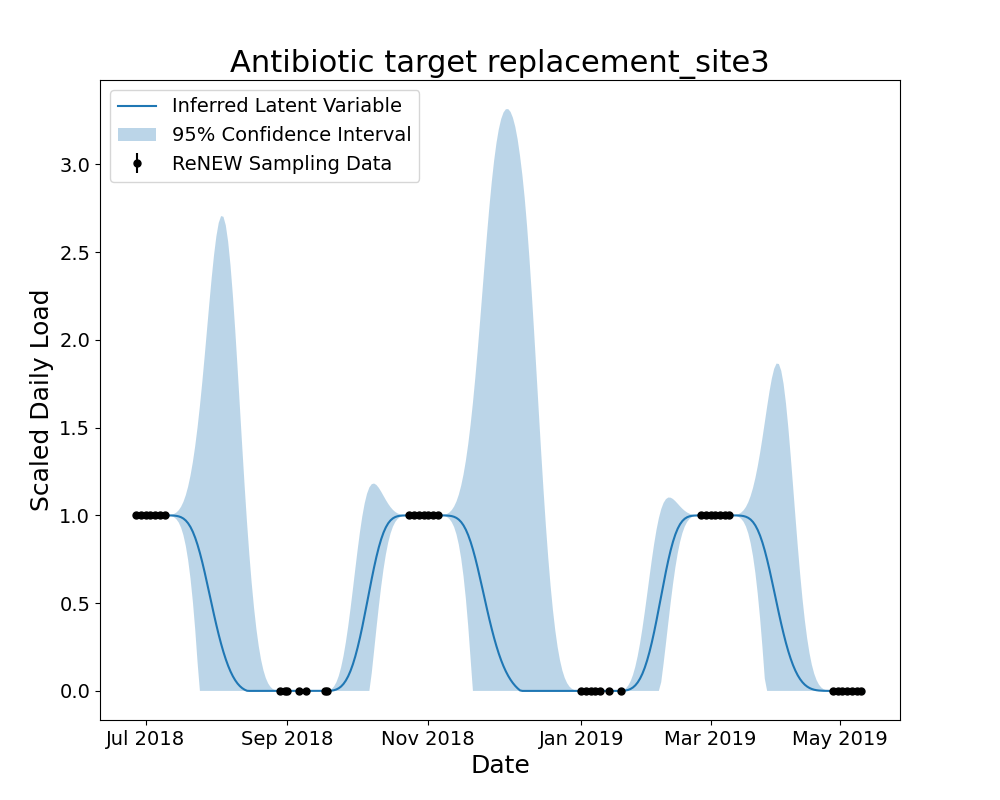 Antibiotic target replacement_site3
Inferred Latent Variable
95% Confidence Interval
ReNEW Sampling Data
Scaled Daily Load
3.0
2.5
2.0
1.5
1.0
0.5
0.0
Jul 2018 Sep 2018 Nov 2018 Jan 2019 Mar 2019 May 2019
Date